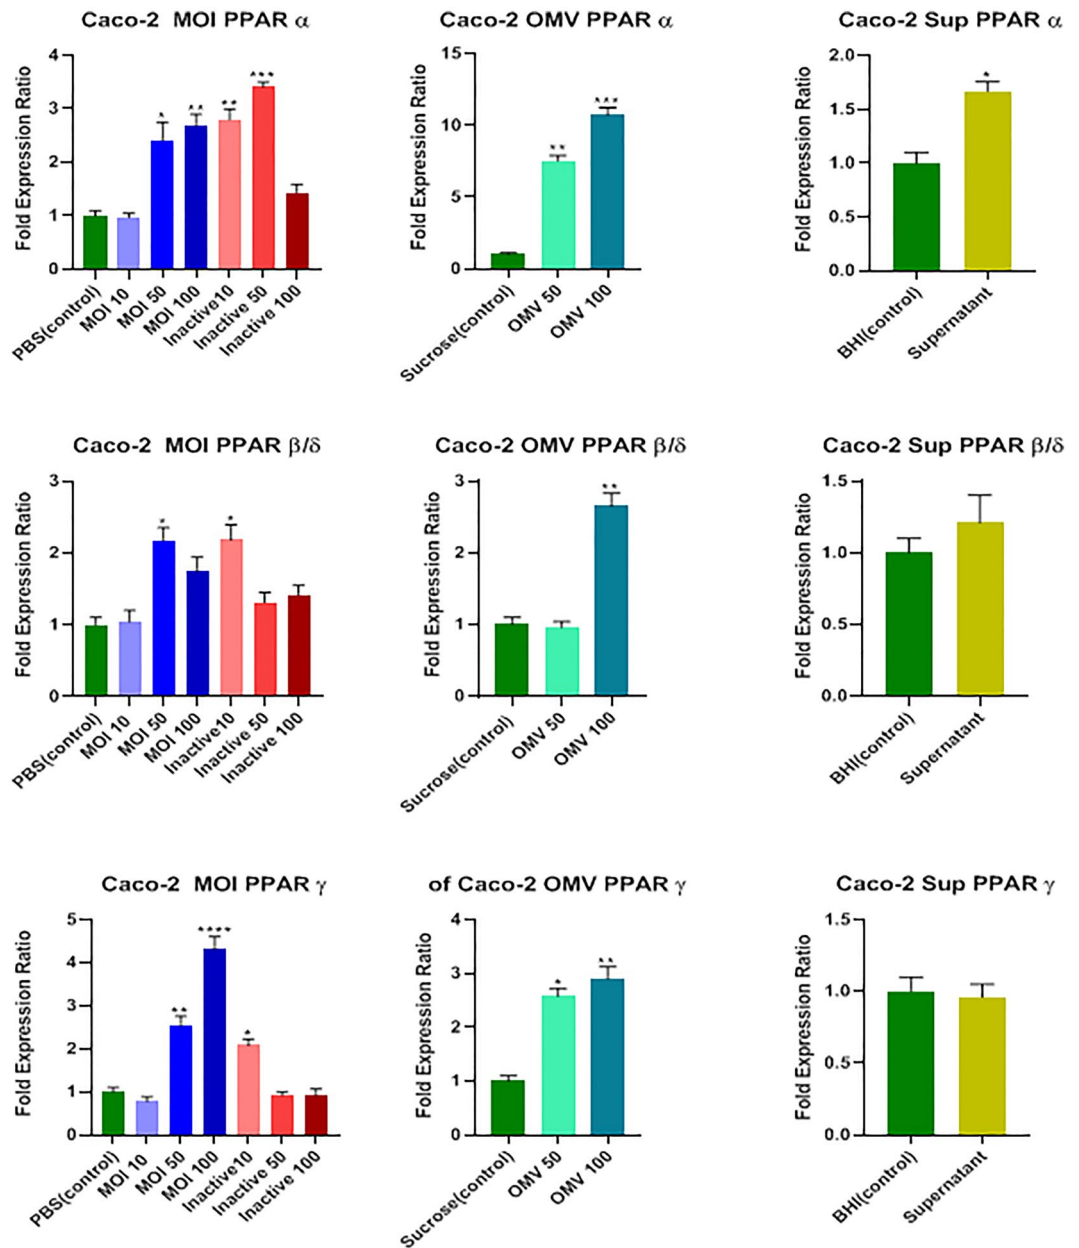 Caco-2 MOI PPAR α
Fold Expression Ratio
4
3
2
1
0
*
**
**
***
PBS(control)
MOI 10
MOI 50
MOI 100
Inactive10
Inactive 50
Inactive 100
Caco-2 OMV PPAR α
Fold Expression Ratio
15
10
5
0
**
***
Sucrose(control)
OMV 50
OMV 100
Caco-2 Sup PPAR α
Fold Expression Ratio
2.0
1.5
1.0
0.5
0.0
*
BHI(control)
Supernatant
Caco-2 MOI PPAR β/δ
Fold Expression Ratio
3
2
1
0
*
*
PBS(control)
MOI 10
MOI 50
MOI 100
Inactive10
Inactive 50
Inactive 100
Caco-2 OMV PPAR β/δ
Fold Expression Ratio
3
2
1
0
**
Sucrose(control)
OMV 50
OMV 100
Caco-2 Sup PPAR β/δ
Fold Expression Ratio
1.5
1.0
0.5
0.0
BHI(control)
Supernatant
Caco-2 MOI PPAR γ
Fold Expression Ratio
5
4
3
2
1
0
**
****
*
PBS(control)
MOI 10
MOI 50
MOI 100
Inactive10
Inactive 50
Inactive 100
of Caco-2 OMV PPAR γ
Fold Expression Ratio
4
3
2
1
0
*
**
Sucrose(control)
OMV 50
OMV 100
Caco-2 Sup PPAR γ
Fold Expression Ratio
1.5
1.0
0.5
0.0
BHI(control)
Supernatant